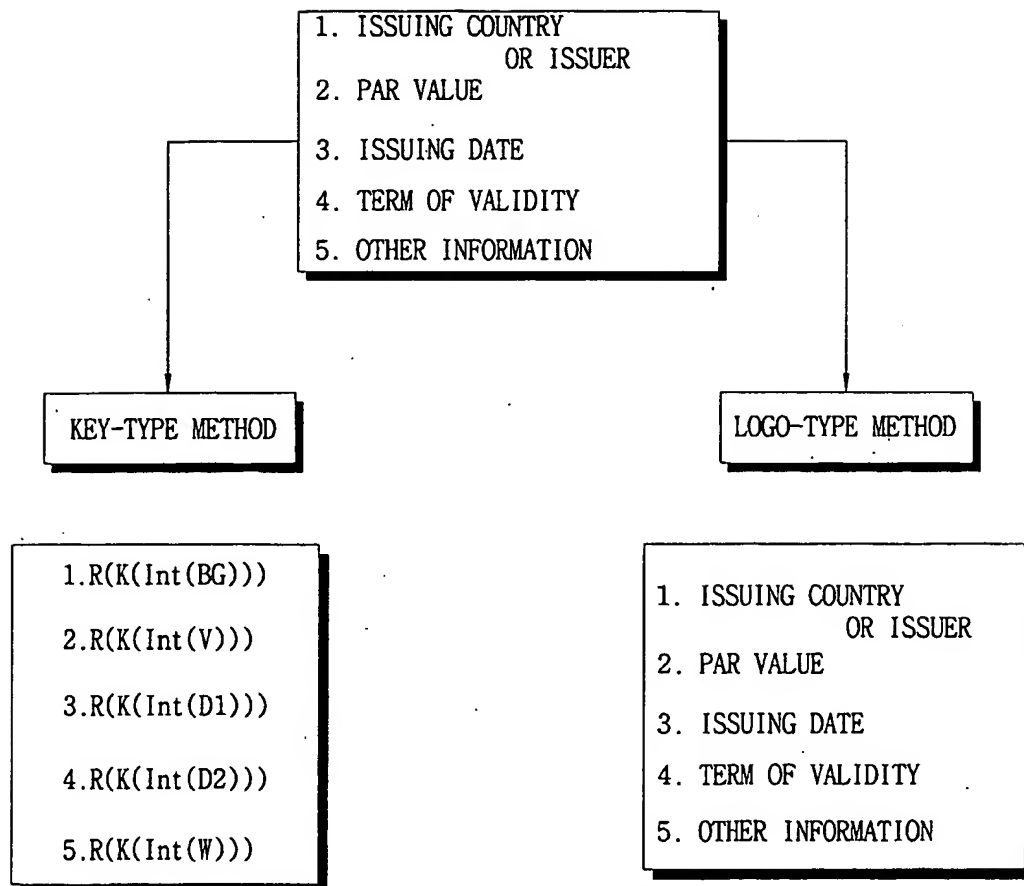 1. ISSUING COUNTRY
OR ISSUER
2. PAR VALUE
3. ISSUING DATE
4. TERM OF VALIDITY
5. OTHER INFORMATION
KEY-TYPE METHOD
LOGO-TYPE METHOD
1.R(K(Int(BG)))
2.R(K(Int(V)))
3.R(K(Int(D1)))
4.R(K(Int(D2)))
5.R(K(Int(W)))
1. ISSUING COUNTRY
OR ISSUER
2. PAR VALUE
3. ISSUING DATE
4. TERM OF VALIDITY
5. OTHER INFORMATION